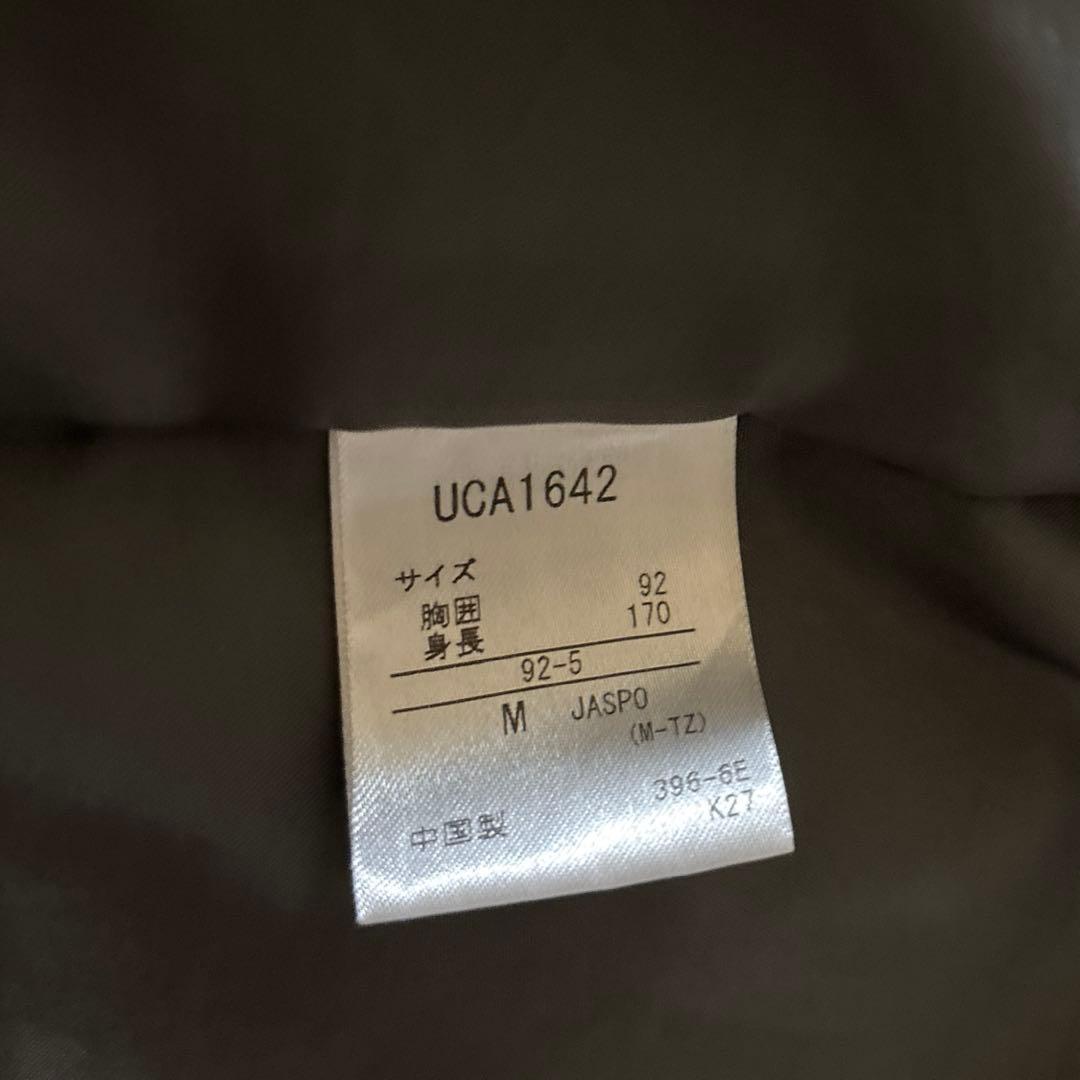 UCA1642
サイズ
胸囲 92
身長 170
92-5
M JASPO
(M-TZ)
396-6E
中国製 K27